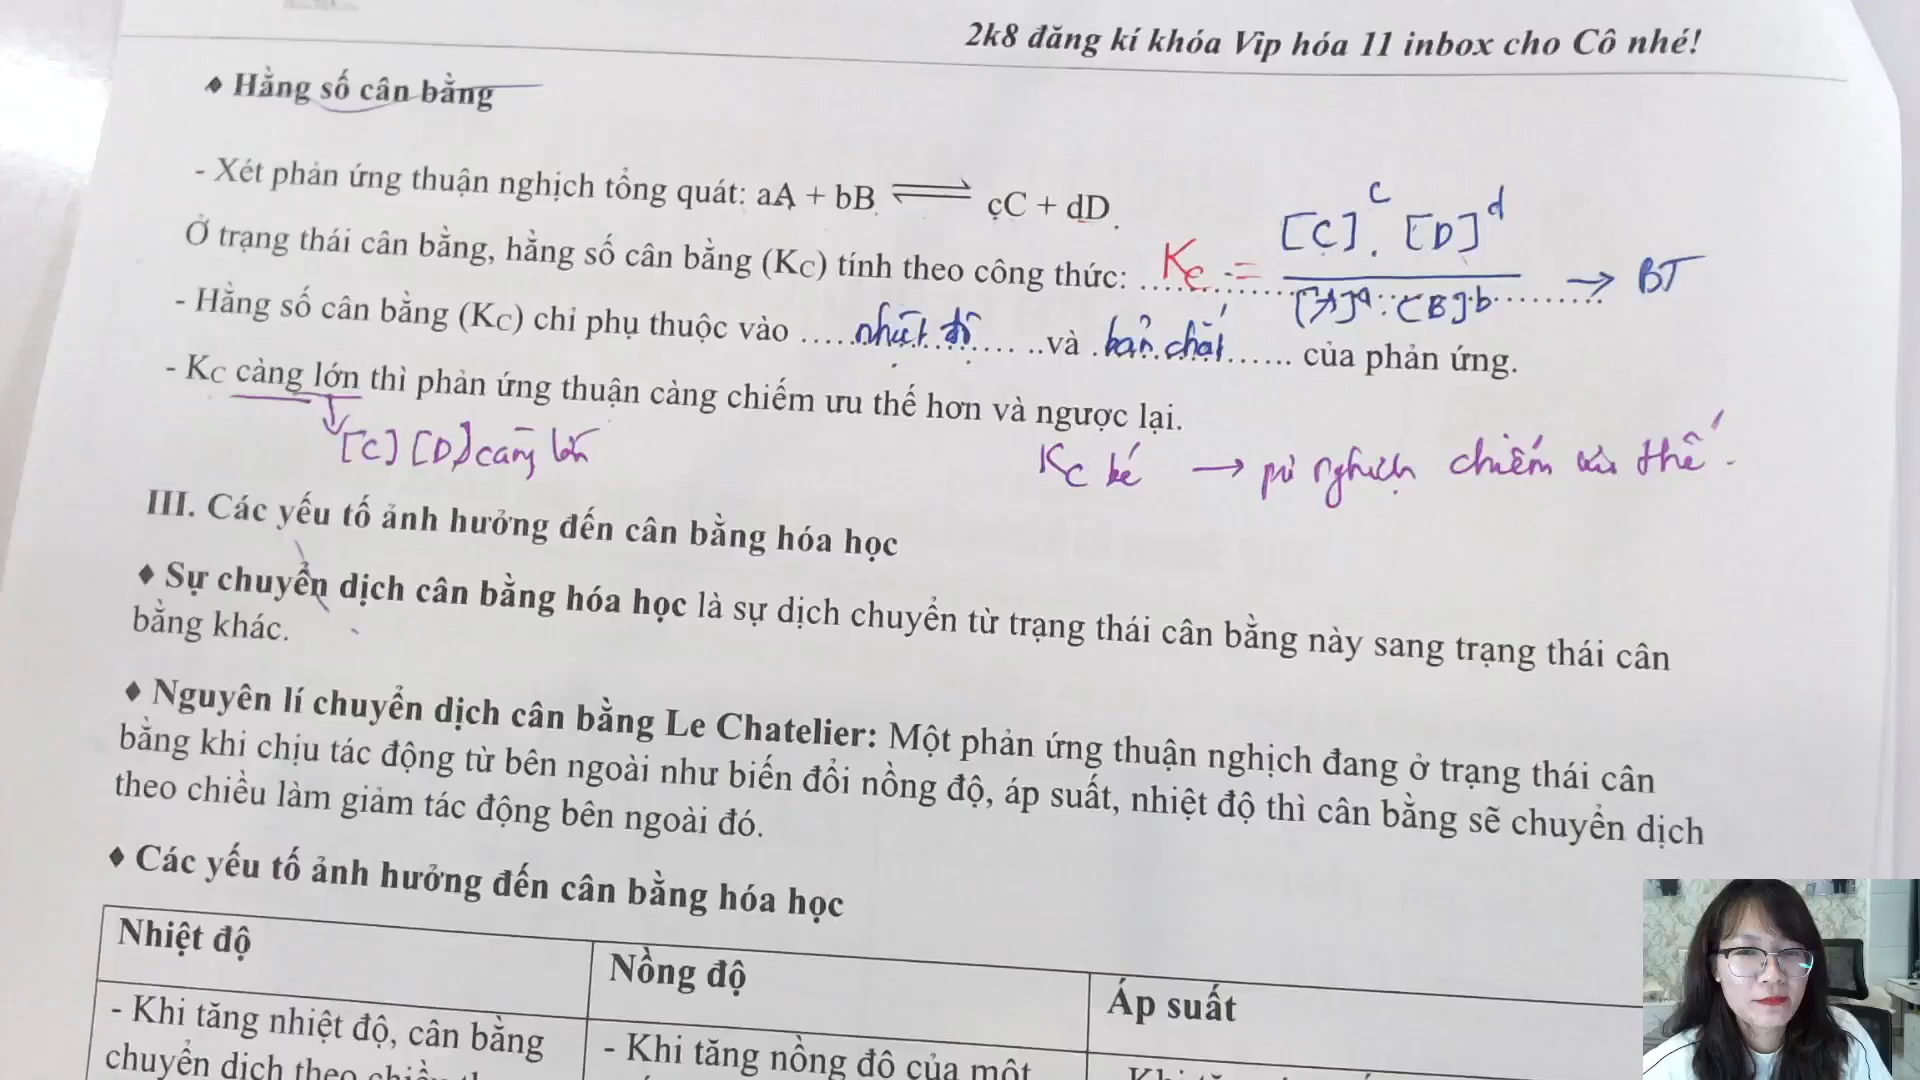 2k8 đăng kí khóa Vip hóa 11 inbox cho Cô nhé!
♦ Hằng số cân bằng
- Xét phản ứng thuận nghịch tổng quát: aA + bB ⇌ cC + dD.
Ở trạng thái cân bằng, hằng số cân bằng (KC) tính theo công thức: Kc = [C]^c . [D]^d / [A]^a . [B]^b → BT
- Hằng số cân bằng (KC) chỉ phụ thuộc vào .....nhiệt độ..... và .bản chất...... của phản ứng.
- KC càng lớn thì phản ứng thuận càng chiếm ưu thế hơn và ngược lại.
[C] [D] càng lớn
Kc bé → pư nghịch chiếm ưu thế.
III. Các yếu tố ảnh hưởng đến cân bằng hóa học
♦ Sự chuyển dịch cân bằng hóa học là sự dịch chuyển từ trạng thái cân bằng này sang trạng thái cân
bằng khác.
♦ Nguyên lí chuyển dịch cân bằng Le Chatelier: Một phản ứng thuận nghịch đang ở trạng thái cân
bằng khi chịu tác động từ bên ngoài như biến đổi nồng độ, áp suất, nhiệt độ thì cân bằng sẽ chuyển dịch
theo chiều làm giảm tác động bên ngoài đó.
♦ Các yếu tố ảnh hưởng đến cân bằng hóa học
Nhiệt độ
Nồng độ
Áp suất
- Khi tăng nhiệt độ, cân bằng
chuyển dịch theo chiều
- Khi tăng nồng độ của một